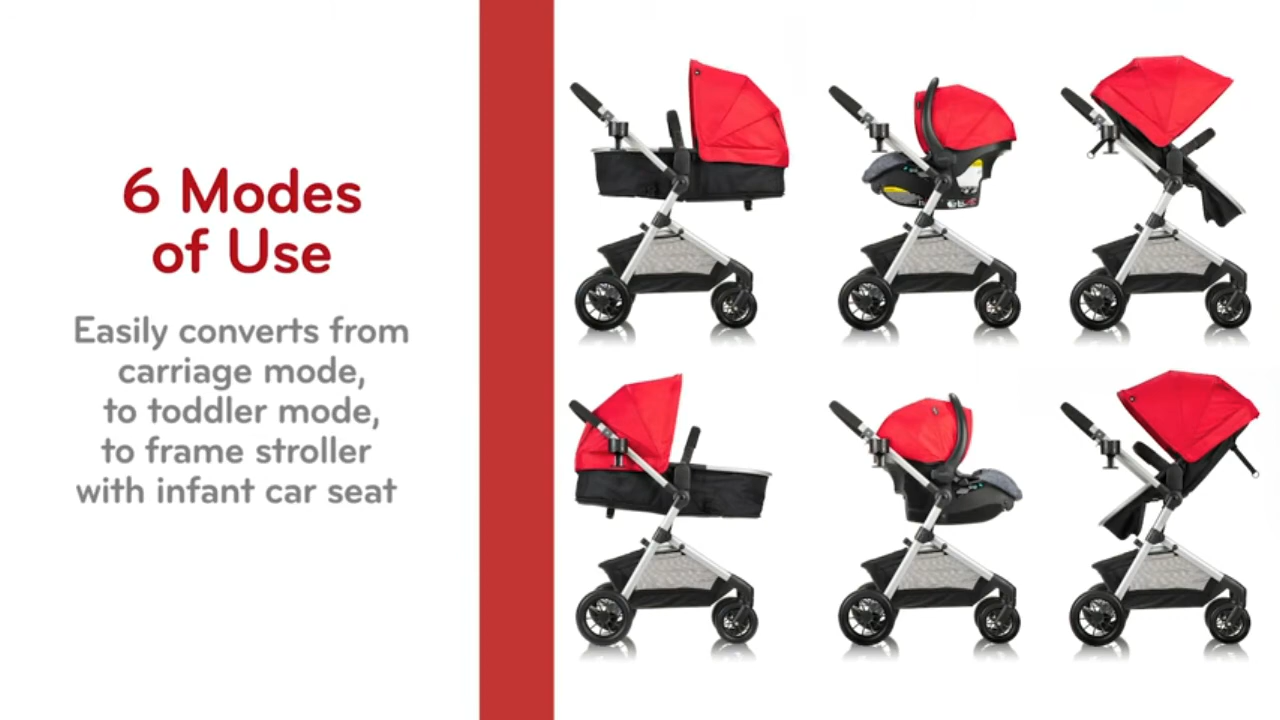 6 Modes
of Use
Easily converts from
carriage mode,
to toddler mode,
to frame stroller
with infant car seat